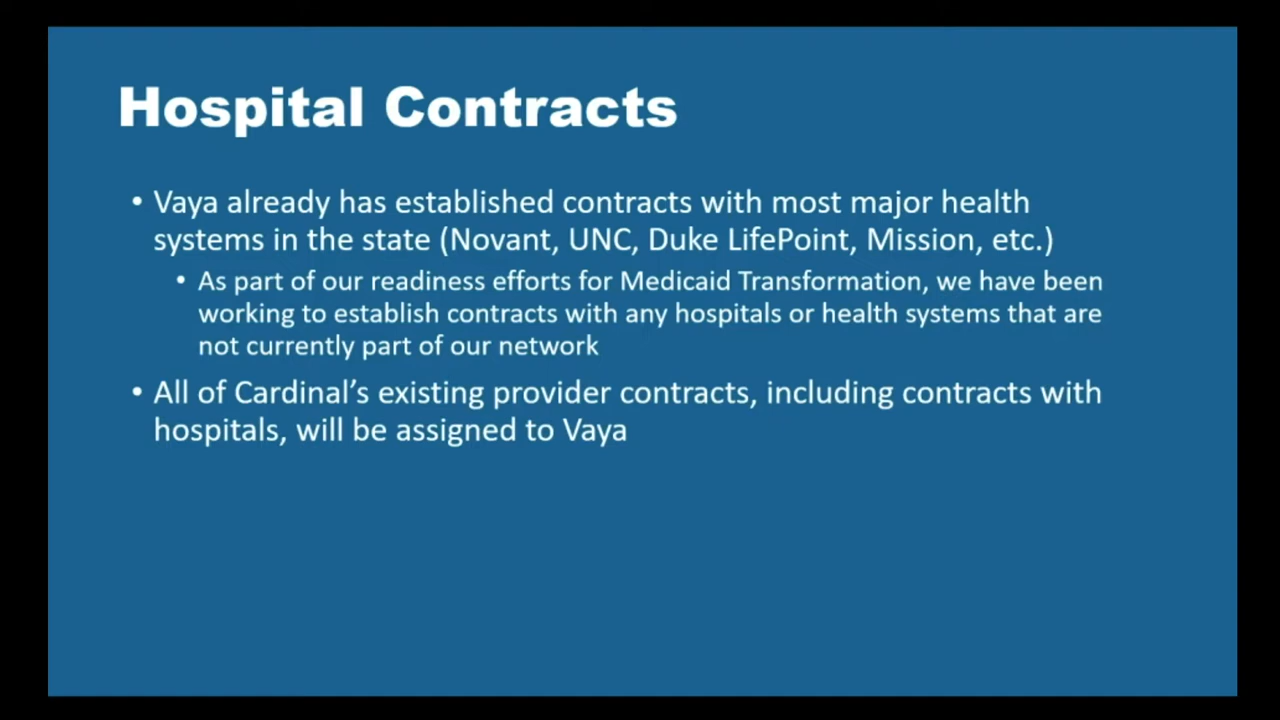 Hospital Contracts
• Vaya already has established contracts with most major health
systems in the state (Novant, UNC, Duke LifePoint, Mission, etc.)
• As part of our readiness efforts for Medicaid Transformation, we have been
working to establish contracts with any hospitals or health systems that are
not currently part of our network
• All of Cardinal’s existing provider contracts, including contracts with
hospitals, will be assigned to Vaya